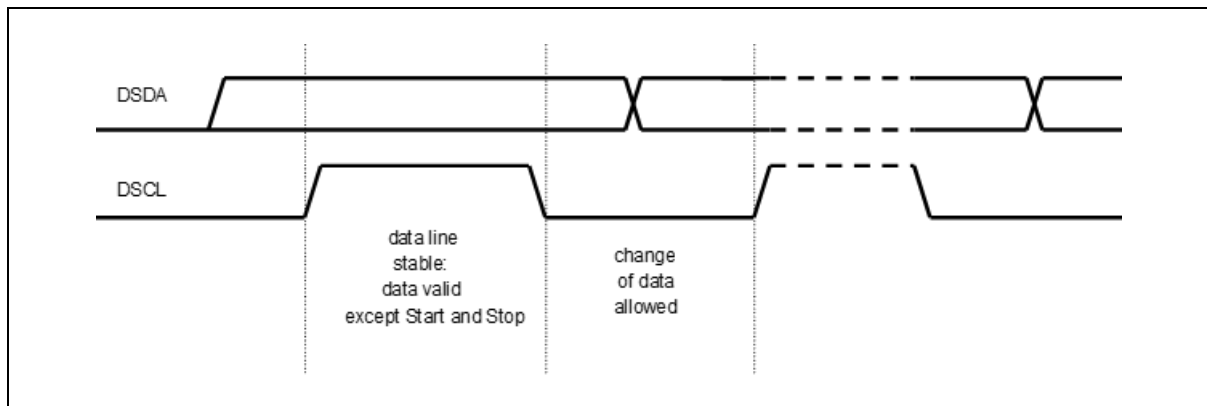 DSDA
DSCL
data line
stable:
data valid
except Start and Stop
change
of data
allowed